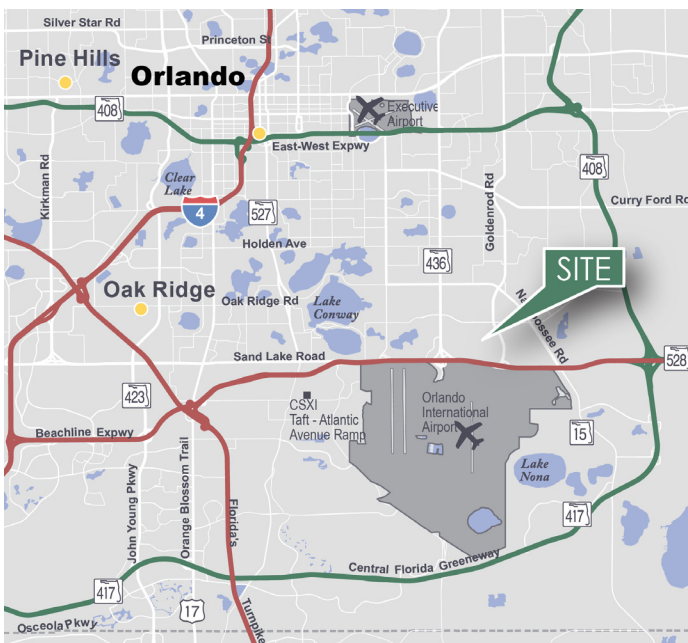 Silver Star Rd
Princeton St
Pine Hills
Orlando
408
Executive
Airport
East-West Expwy
Clear
Lake
Kirkman Rd
4
527
408
Curry Ford Rd
Goldenrod Rd
Holden Ave
436
SITE
Oak Ridge
Oak Ridge Rd
Lake
Conway
Sand Lake Road
528
423
CSXI
Taft - Atlantic
Avenue Ramp
Orlando
International
Airport
Beachline Expwy
15
Lake
Nona
John Young Pkwy
Orange Blossom Trail
Florida's
Turnpike
417
Central Florida Greeneway
417
17
Osceola Pkwy